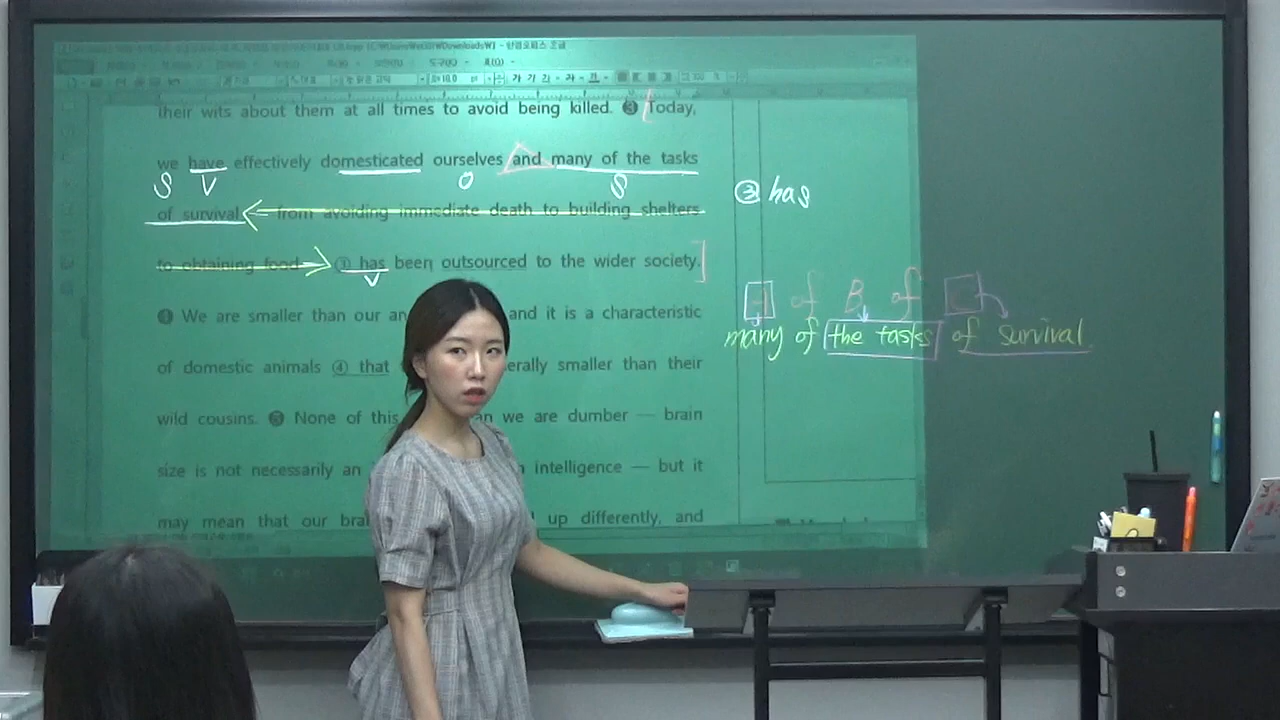 their wits about them at all times to avoid being killed. ❸ Today,
we have effectively domesticated ourselves and many of the tasks
S V O S
of survival from avoiding immediate death to building shelters
③ has
to obtaining food ③ has been outsourced to the wider society.
V
of B of
many of the tasks of survival.
❹ We are smaller than our and it is a characteristic
of domestic animals ④ that erally smaller than their
wild cousins. ❺ None of this an we are dumber — brain
size is not necessarily an intelligence — but it
may mean that our up differently, and